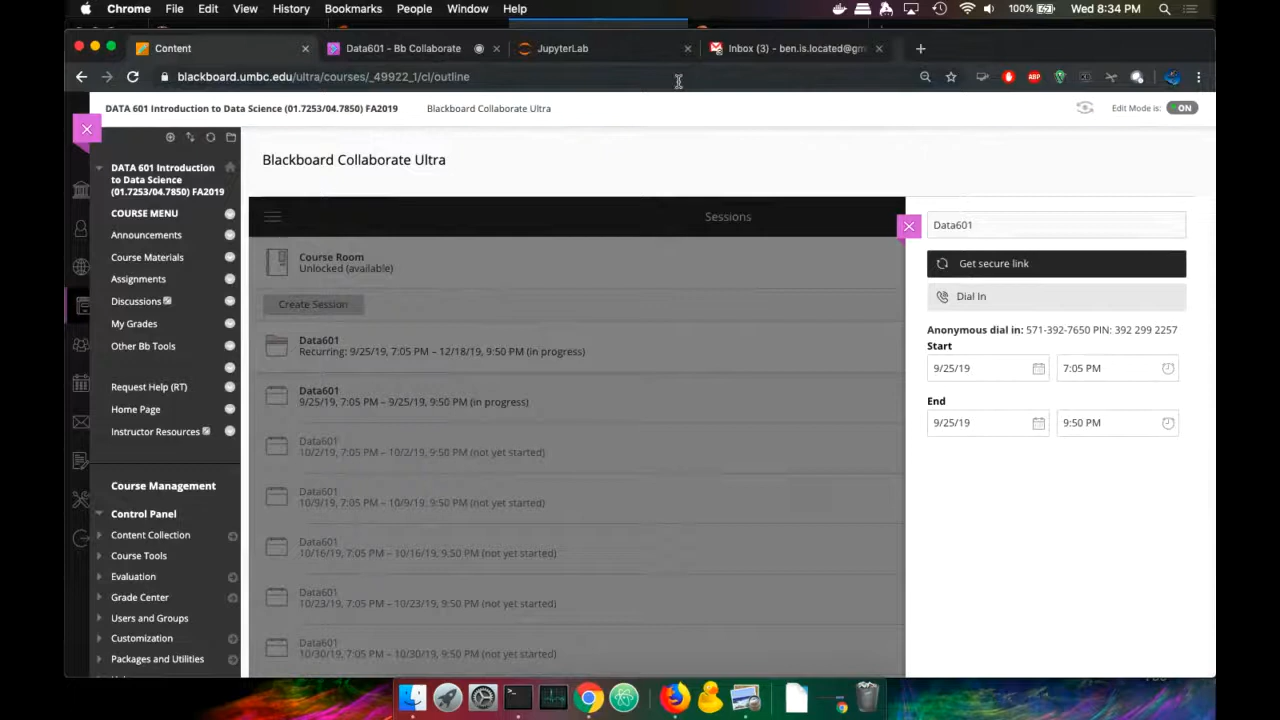 Chrome File Edit View History Bookmarks People Window Help 100% Wed 8:34 PM
Content Data601 - Bb Collaborate JupyterLab Inbox (3) - ben.is.located@gm
blackboard.umbc.edu/ultra/courses/_49922_1/cl/outline ABP
DATA 601 Introduction to Data Science (01.7253/04.7850) FA2019 Blackboard Collaborate Ultra Edit Mode is: ON
DATA 601 Introduction
to Data Science
(01.7253/04.7850) FA2019
COURSE MENU
Announcements
Course Materials
Assignments
Discussions
My Grades
Other Bb Tools
Request Help (RT)
Home Page
Instructor Resources
Course Management
Control Panel
Content Collection
Course Tools
Evaluation
Grade Center
Users and Groups
Customization
Packages and Utilities
Blackboard Collaborate Ultra
Sessions
Course Room
Unlocked (available)
Create Session
Data601
Recurring: 9/25/19, 7:05 PM – 12/18/19, 9:50 PM (in progress)
Data601
9/25/19, 7:05 PM – 9/25/19, 9:50 PM (in progress)
Data601
10/2/19, 7:05 PM – 10/2/19, 9:50 PM (not yet started)
Data601
10/9/19, 7:05 PM – 10/9/19, 9:50 PM (not yet started)
Data601
10/16/19, 7:05 PM – 10/16/19, 9:50 PM (not yet started)
Data601
10/23/19, 7:05 PM – 10/23/19, 9:50 PM (not yet started)
Data601
10/30/19, 7:05 PM – 10/30/19, 9:50 PM (not yet started)
Data601
Get secure link
Dial In
Anonymous dial in: 571-392-7650 PIN: 392 299 2257
Start
9/25/19 7:05 PM
End
9/25/19 9:50 PM